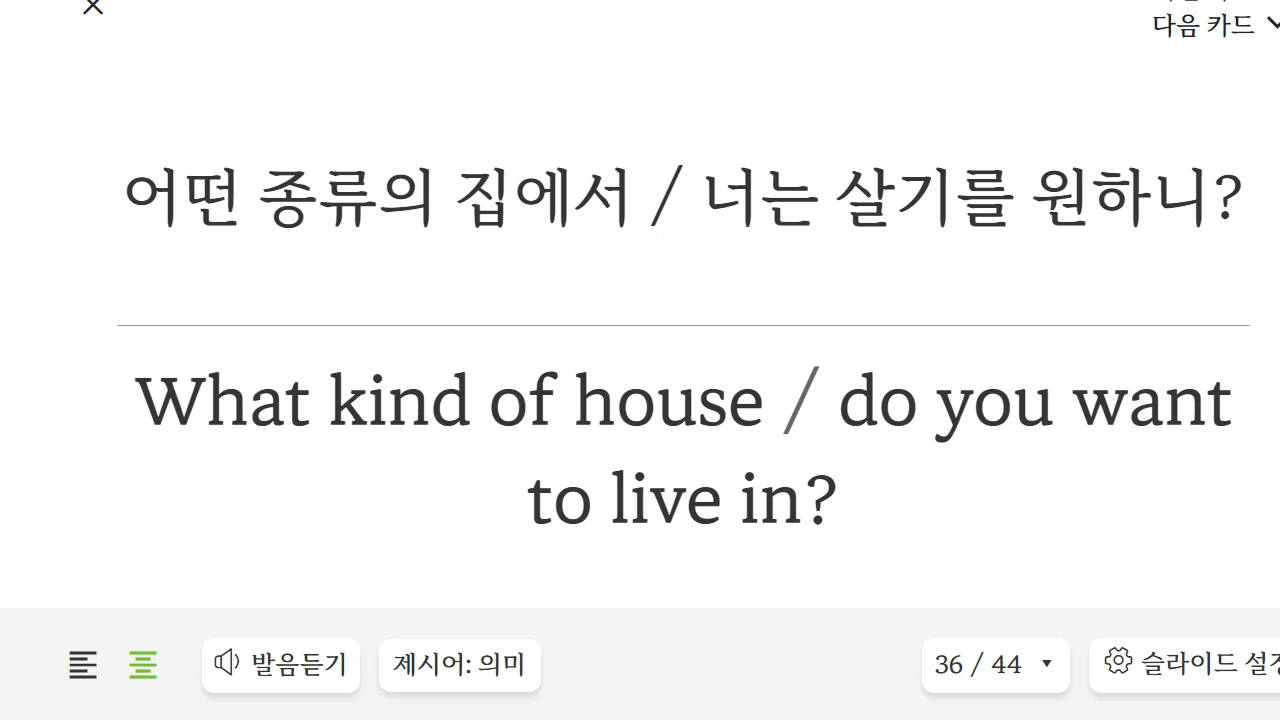 다음 카드
어떤 종류의 집에서 / 너는 살기를 원하니?
What kind of house / do you want
to live in?
발음듣기
제시어: 의미
36 / 44
슬라이드